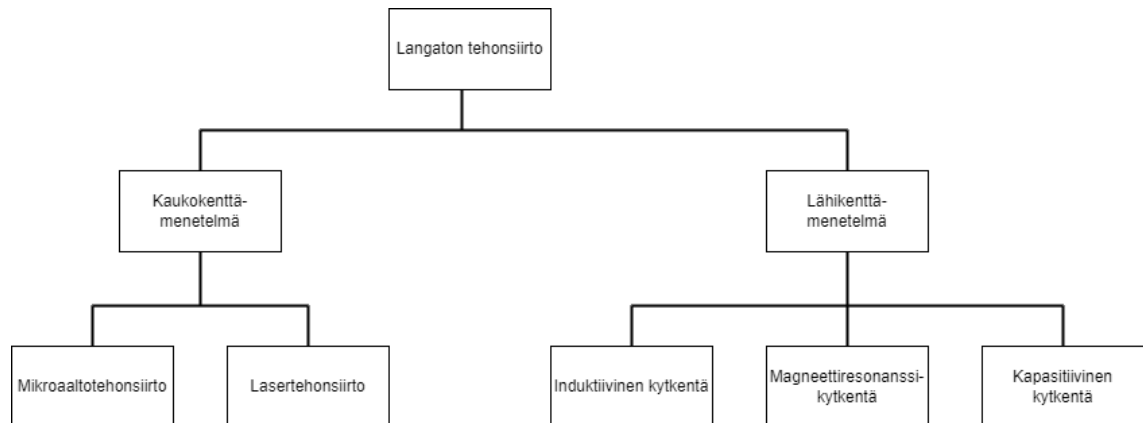 Langaton tehonsiirto
Kaukokenttä-
menetelmä
Lähikenttä-
menetelmä
Mikroaaltotehonsiirto
Lasertehonsiirto
Induktiivinen kytkentä
Magneettiresonanssi-
kytkentä
Kapasitiivinen
kytkentä